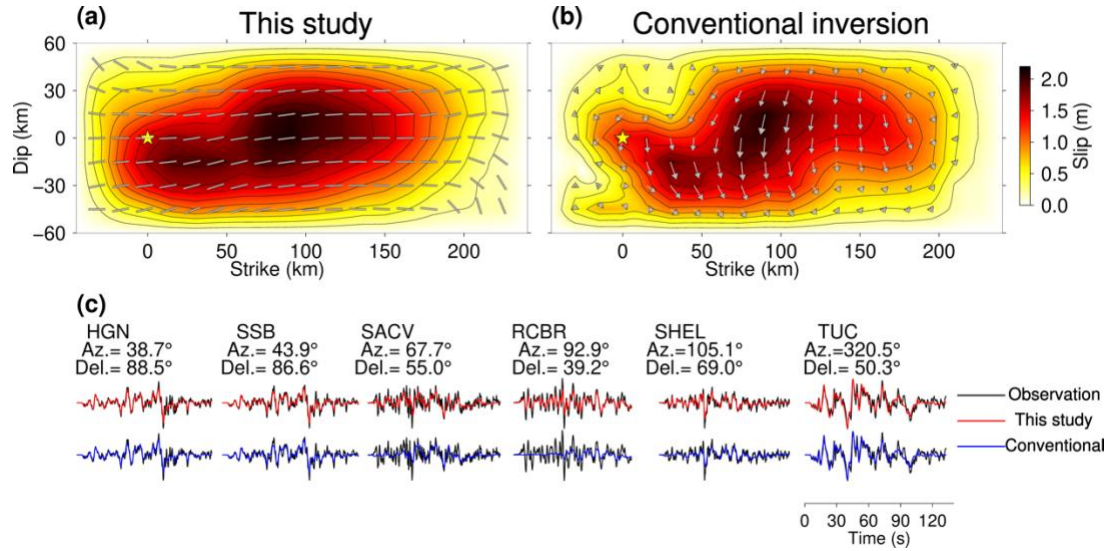 (a) This study
(b) Conventional inversion
60
30
0
−30
−60
Dip (km)
0 50 100 150 200
Strike (km)
0 50 100 150 200
Strike (km)
2.0
1.5
1.0
0.5
0.0
Slip (m)
(c)
HGN SSB SACV RCBR SHEL TUC
Az.= 38.7° Az.= 43.9° Az.= 67.7° Az.= 92.9° Az.=105.1° Az.=320.5°
Del.= 88.5° Del.= 86.6° Del.= 55.0° Del.= 39.2° Del.= 69.0° Del.= 50.3°
Observation
This study
Conventional
0 30 60 90 120
Time (s)